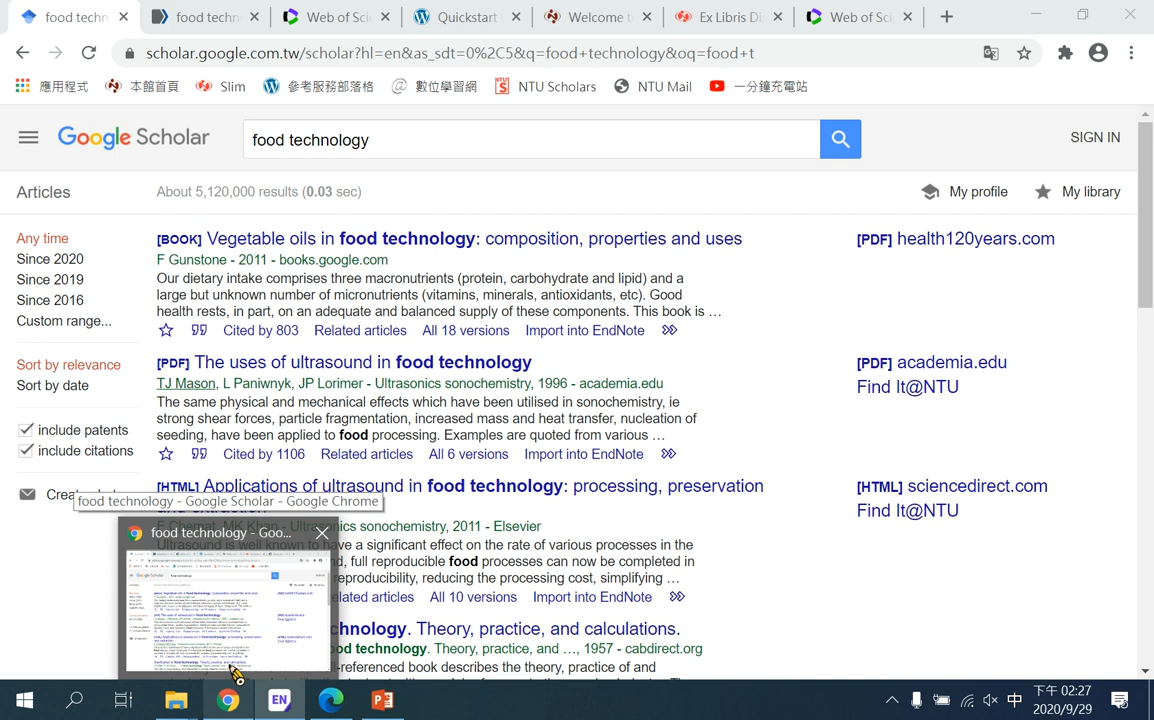 food techn
food techn
Web of Sci
Quickstart
Welcome t
Ex Libris Di
Web of Sci
scholar.google.com.tw/scholar?hl=en&as_sdt=0%2C5&q=food+technology&oq=food+t
應用程式
本館首頁
Slim
參考服務部落格
數位學習網
NTU Scholars
NTU Mail
一分鐘充電站
Google Scholar
food technology
SIGN IN
Articles
About 5,120,000 results (0.03 sec)
My profile
My library
Any time
Since 2020
Since 2019
Since 2016
Custom range...
Sort by relevance
Sort by date
include patents
include citations
Crea
[BOOK] Vegetable oils in food technology: composition, properties and uses
F Gunstone - 2011 - books.google.com
Our dietary intake comprises three macronutrients (protein, carbohydrate and lipid) and a
large but unknown number of micronutrients (vitamins, minerals, antioxidants, etc). Good
health rests, in part, on an adequate and balanced supply of these components. This book is …
Cited by 803 Related articles All 18 versions Import into EndNote
[PDF] health120years.com
[PDF] The uses of ultrasound in food technology
TJ Mason, L Paniwnyk, JP Lorimer - Ultrasonics sonochemistry, 1996 - academia.edu
The same physical and mechanical effects which have been utilised in sonochemistry, ie
strong shear forces, particle fragmentation, increased mass and heat transfer, nucleation of
seeding, have been applied to food processing. Examples are quoted from various …
Cited by 1106 Related articles All 6 versions Import into EndNote
[PDF] academia.edu
Find It@NTU
[HTML] Applications of ultrasound in food technology: processing, preservation
food technology - Google Scholar - Google Chrome
F Chemat, MK Khan - Ultrasonics sonochemistry, 2011 - Elsevier
Ultrasound is well known to have a significant effect on the rate of various processes in the
, full reproducible food processes can now be completed in
reproducibility, reducing the processing cost, simplifying …
elated articles All 10 versions Import into EndNote
[HTML] sciencedirect.com
Find It@NTU
food technology - Goo...
hnology. Theory, practice, and calculations.
ood technology. Theory, practice, and …, 1957 - cabdirect.org
-referenced book describes the theory, practice of and
EN
中
下午 02:27
2020/9/29